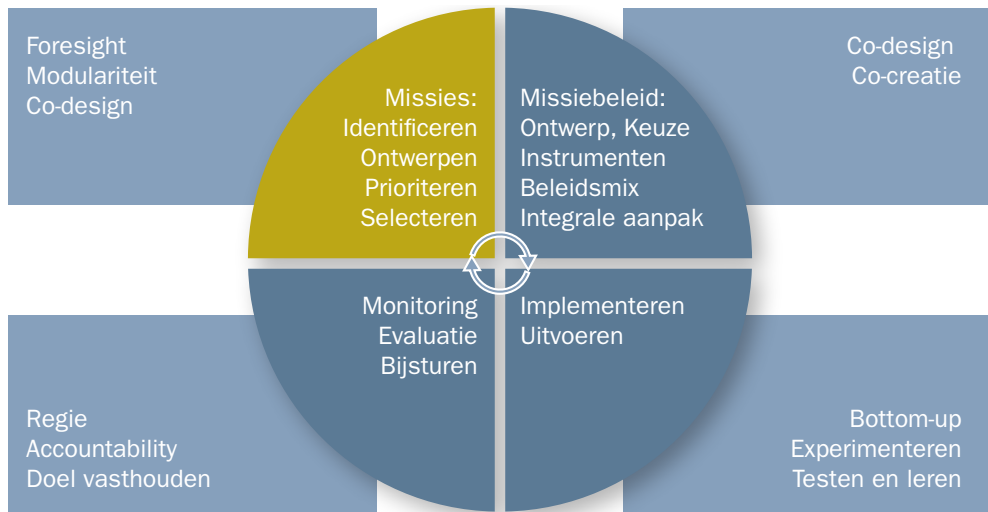 Foresight
Modulariteit
Co-design
Missies:
Identificeren
Ontwerpen
Prioriteren
Selecteren
Missiebeleid:
Ontwerp, Keuze
Instrumenten
Beleidsmix
Integrale aanpak
Co-design
Co-creatie
Regie
Accountability
Doel vasthouden
Monitoring
Evaluatie
Bijsturen
Implementeren
Uitvoeren
Bottom-up
Experimenteren
Testen en leren